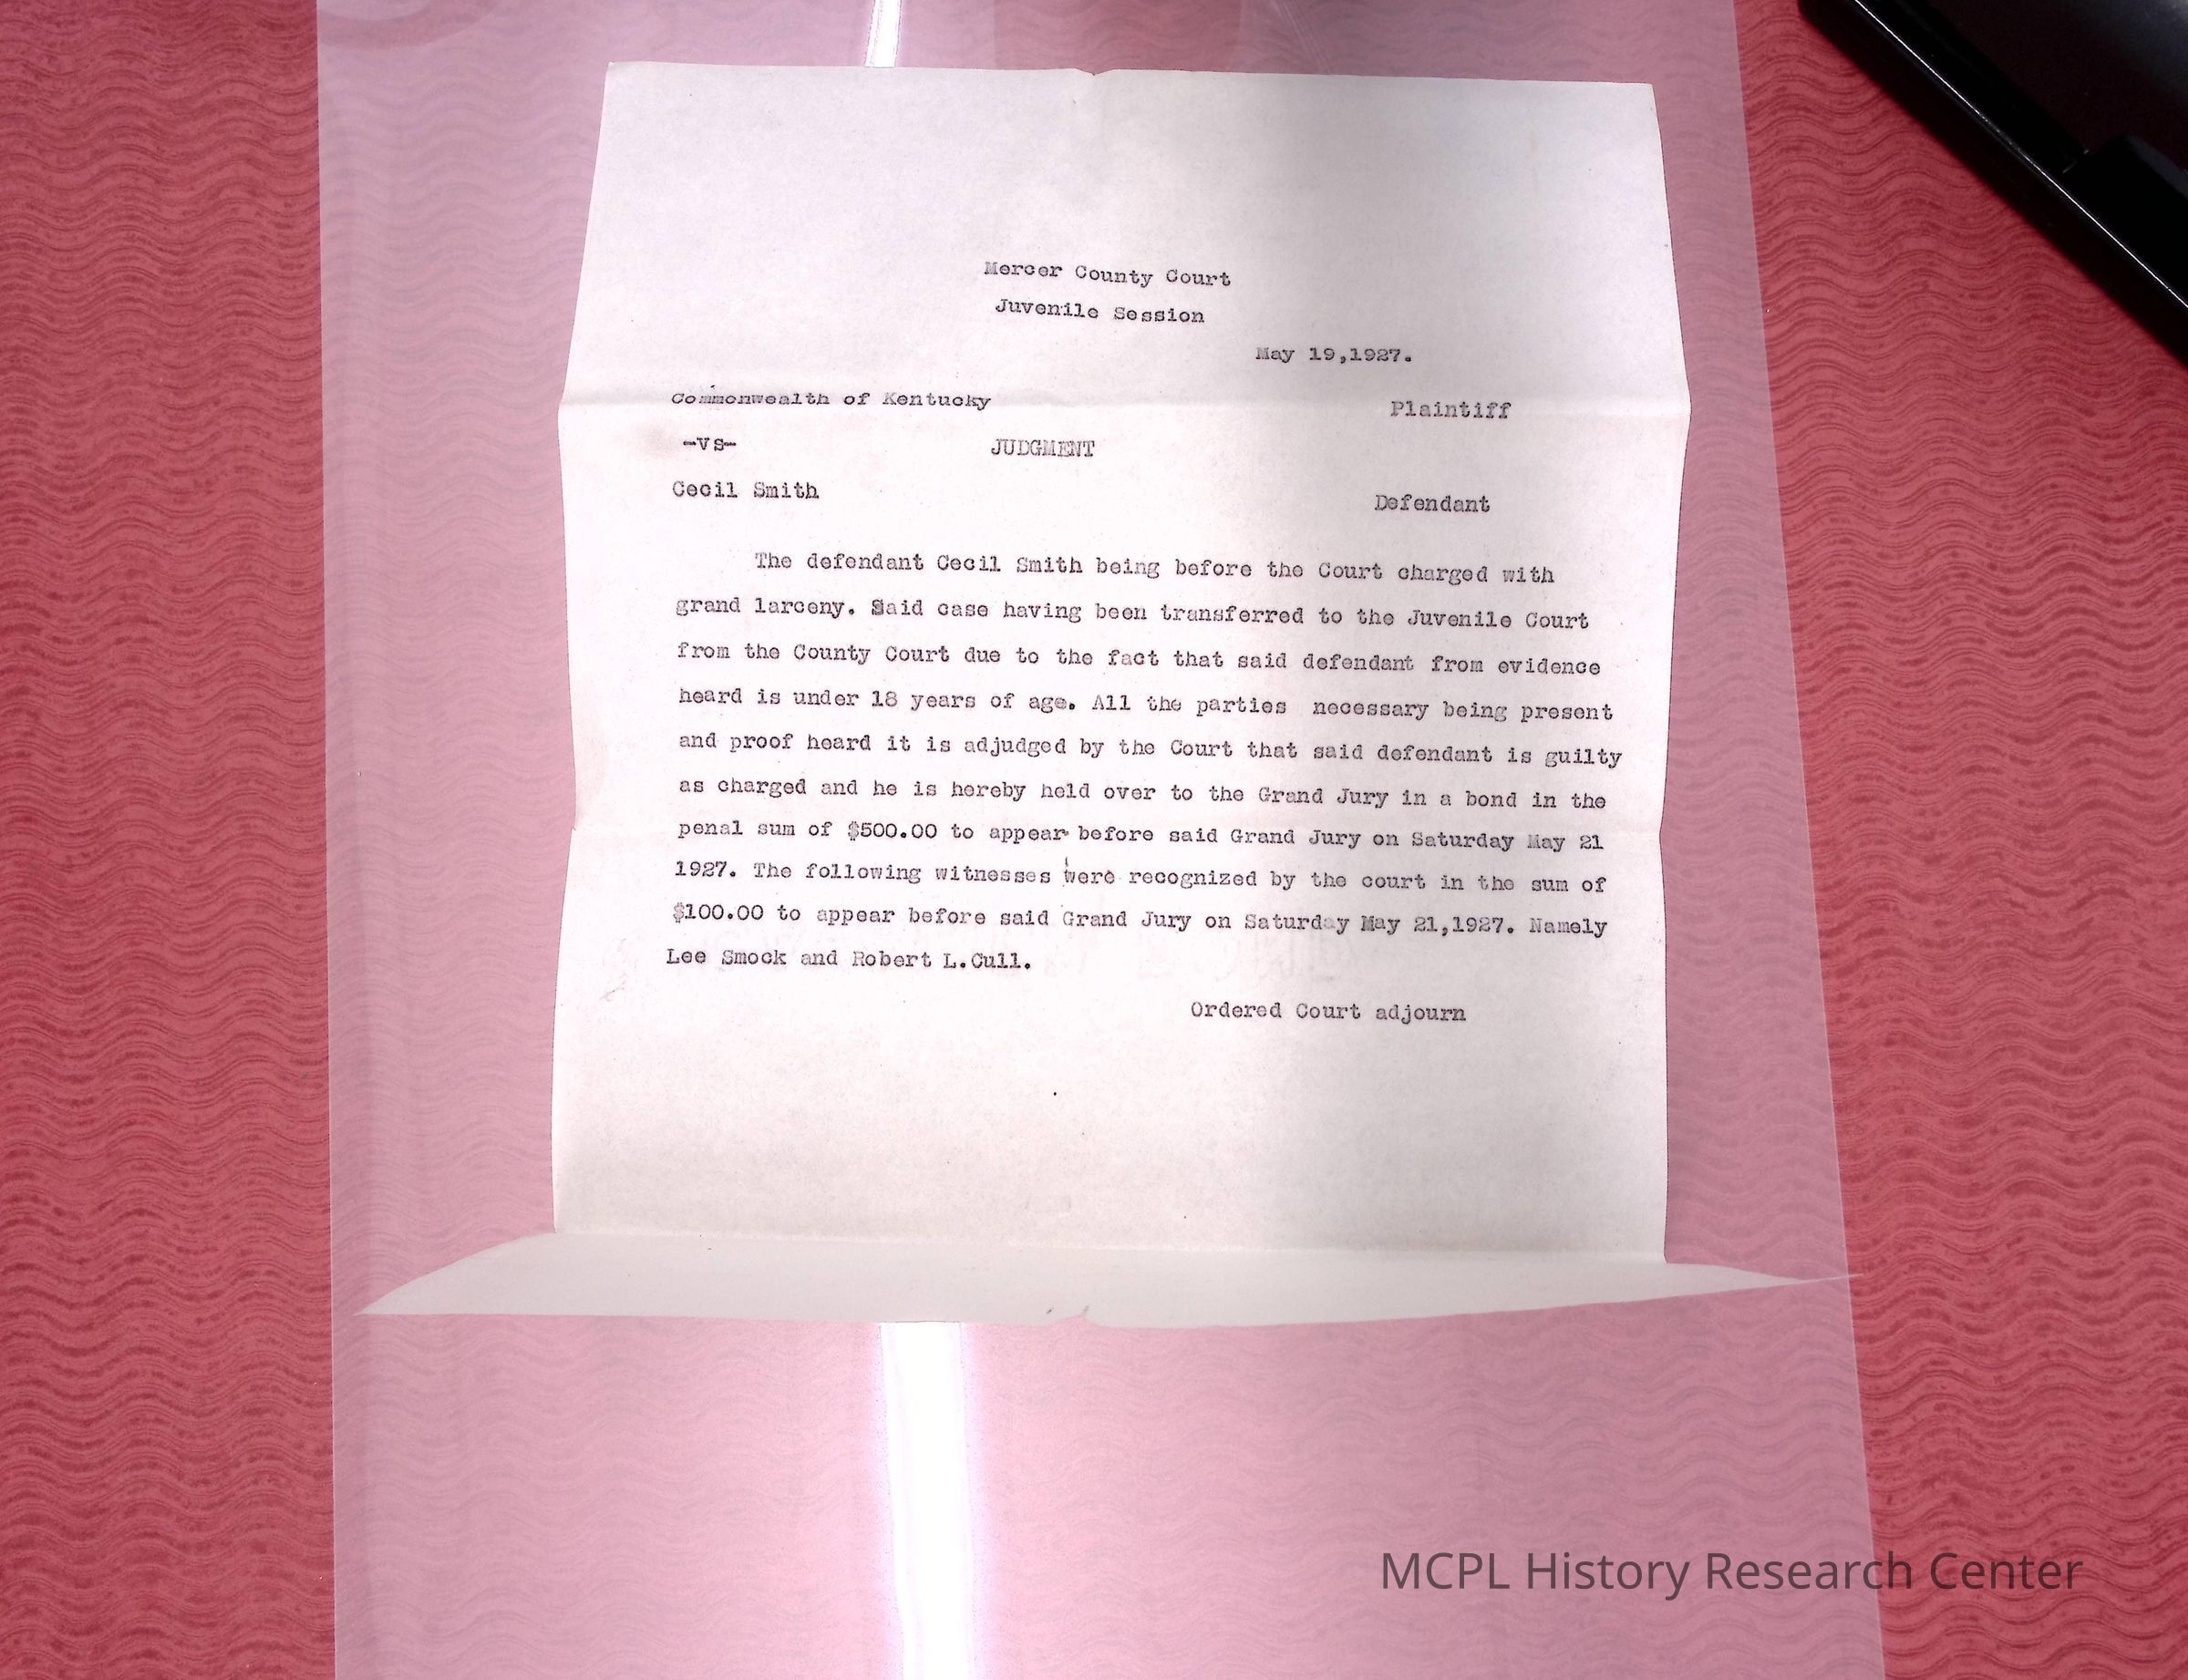 Mercer County Court
Juvenile Session
May 19,1927.
Commonwealth of Kentucky Plaintiff
-vs- JUDGMENT
Cecil Smith Defendant
The defendant Cecil Smith being before the Court charged with
grand larceny. Said case having been transferred to the Juvenile Court
from the County Court due to the fact that said defendant from evidence
heard is under 18 years of age. All the parties necessary being present
and proof heard it is adjudged by the Court that said defendant is guilty
as charged and he is hereby held over to the Grand Jury in a bond in the
penal sum of $500.00 to appear before said Grand Jury on Saturday May 21
1927. The following witnesses were recognized by the court in the sum of
$100.00 to appear before said Grand Jury on Saturday May 21,1927. Namely
Lee Smock and Robert L.Cull.
Ordered Court adjourn
MCPL History Research Center